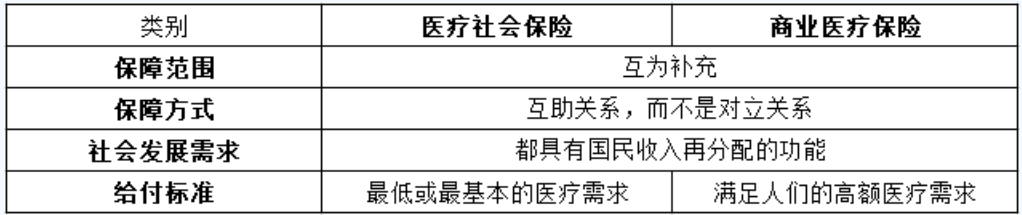 类别 医疗社会保险 商业医疗保险
保障范围 互为补充
保障方式 互助关系，而不是对立关系
社会发展需求 都具有国民收入再分配的功能
给付标准 最低或最基本的医疗需求 满足人们的高额医疗需求